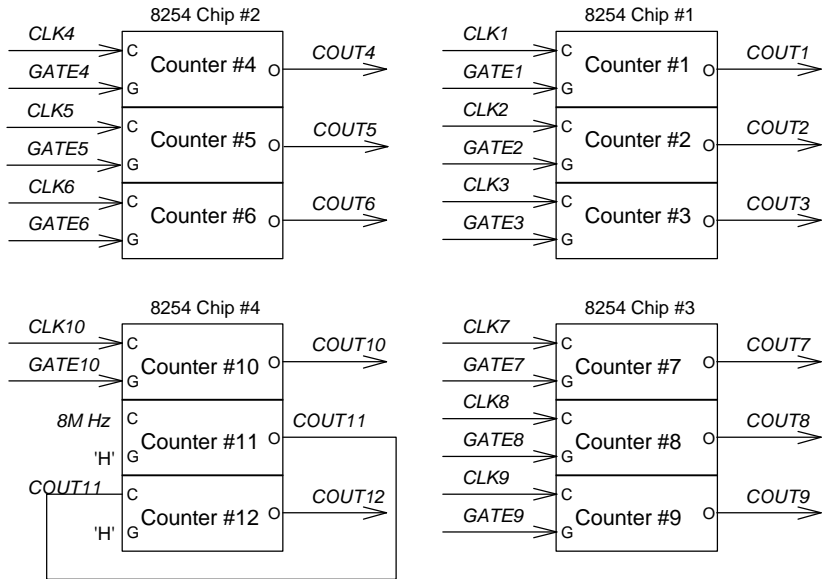 8254 Chip #2
CLK4
C
Counter #4
O
COUT4
GATE4
G
CLK5
C
Counter #5
O
COUT5
GATE5
G
CLK6
C
Counter #6
O
COUT6
GATE6
G
8254 Chip #1
CLK1
C
Counter #1
O
COUT1
GATE1
G
CLK2
C
Counter #2
O
COUT2
GATE2
G
CLK3
C
Counter #3
O
COUT3
GATE3
G
8254 Chip #4
CLK10
C
Counter #10
O
COUT10
GATE10
G
8M Hz
C
Counter #11
O
COUT11
'H'
G
COUT11
C
Counter #12
O
COUT12
'H'
G
8254 Chip #3
CLK7
C
Counter #7
O
COUT7
GATE7
G
CLK8
C
Counter #8
O
COUT8
GATE8
G
CLK9
C
Counter #9
O
COUT9
GATE9
G